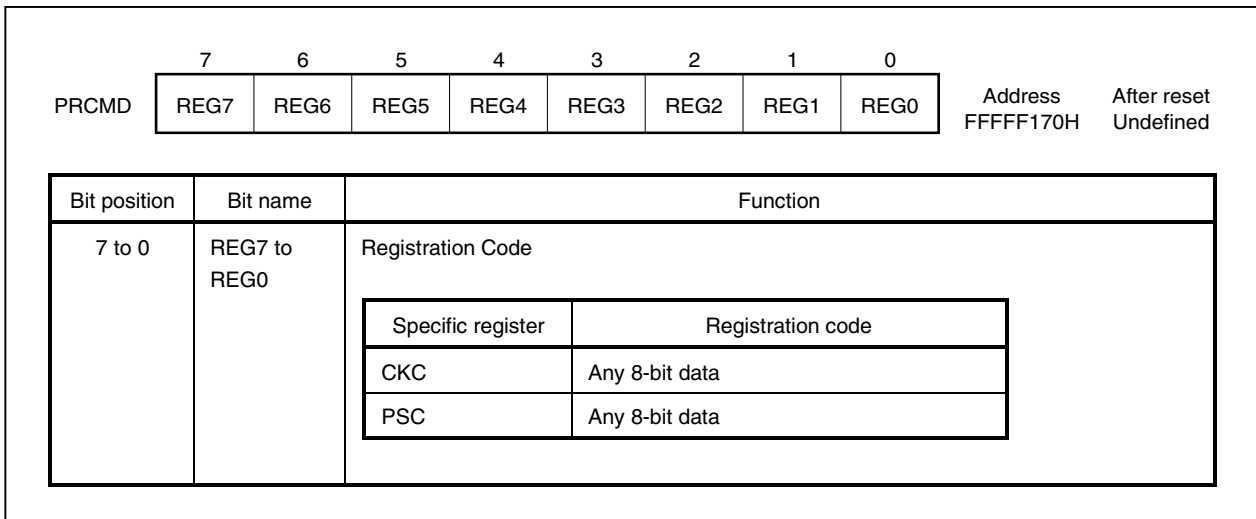 7 6 5 4 3 2 1 0
PRCMD REG7 REG6 REG5 REG4 REG3 REG2 REG1 REG0 Address After reset
FFFFF170H Undefined
Bit position Bit name Function
7 to 0 REG7 to Registration Code
REG0
Specific register Registration code
CKC Any 8-bit data
PSC Any 8-bit data